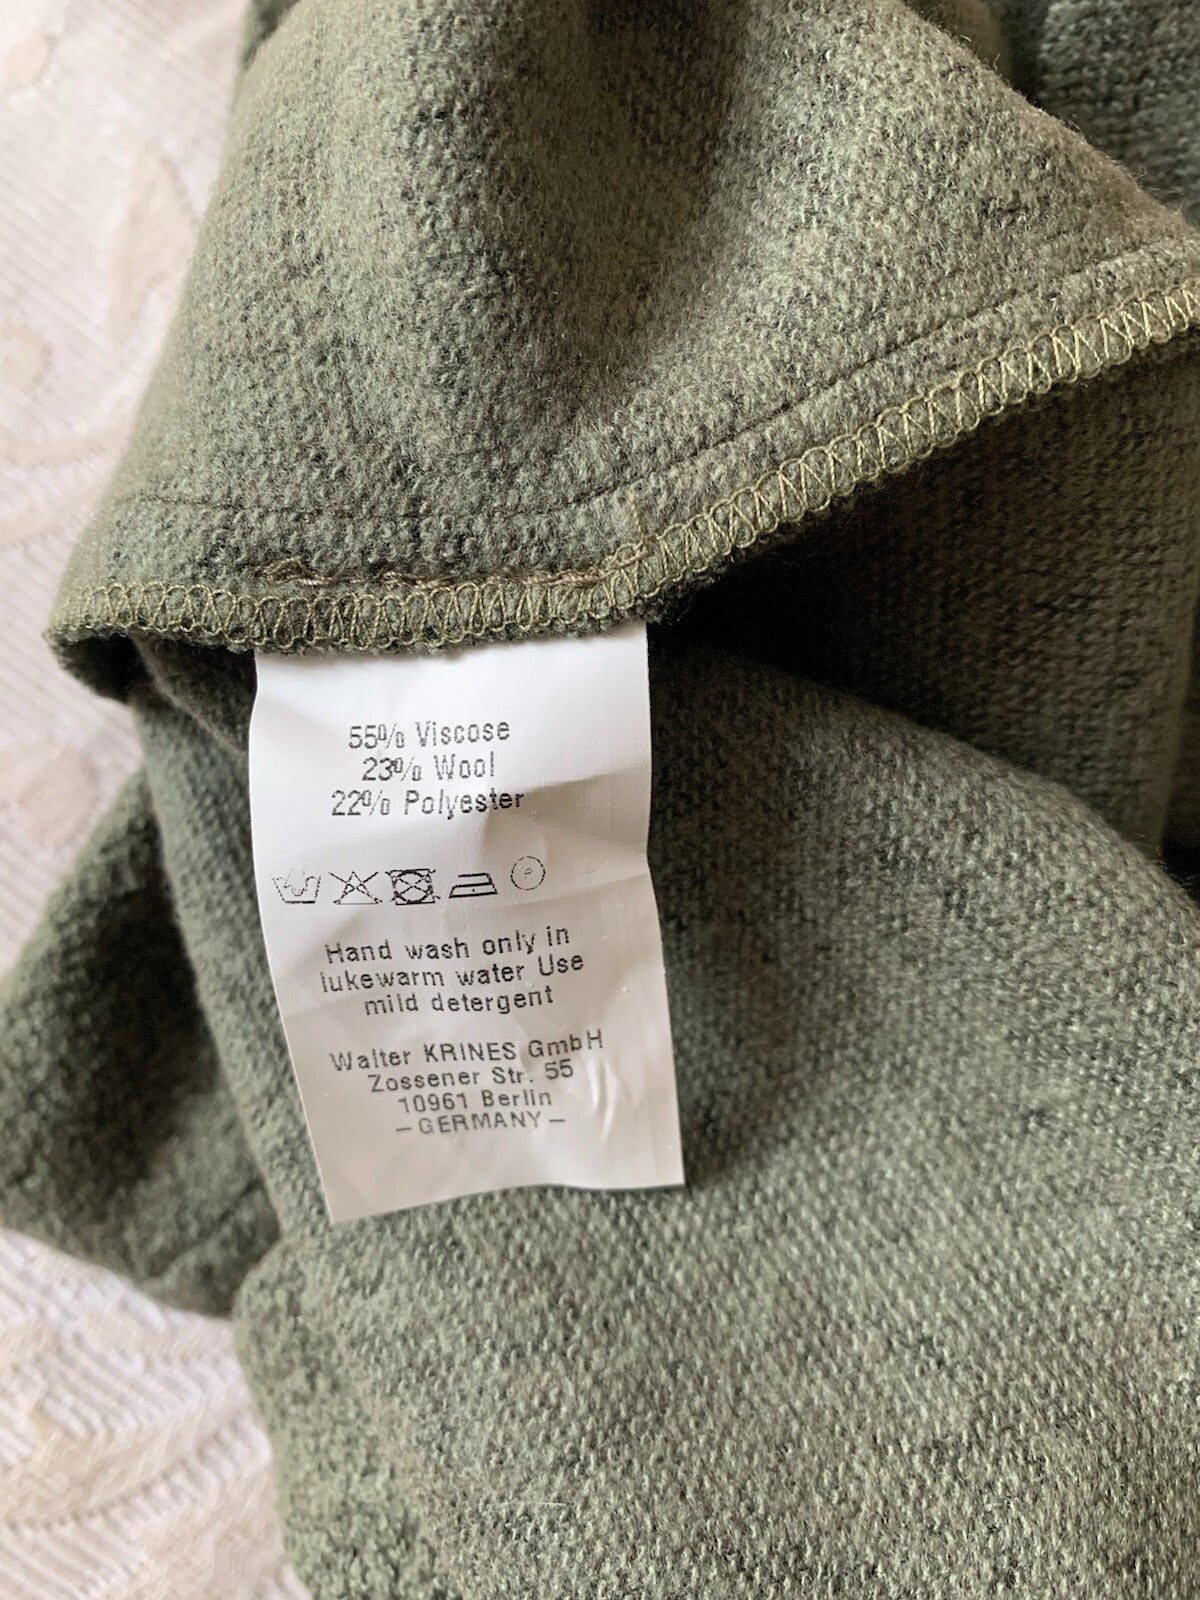 55% Viscose
23% Wool
22% Polyester
P
Hand wash only in
lukewarm water Use
mild detergent
Walter KRINES GmbH
Zossener Str. 55
10961 Berlin
—GERMANY—